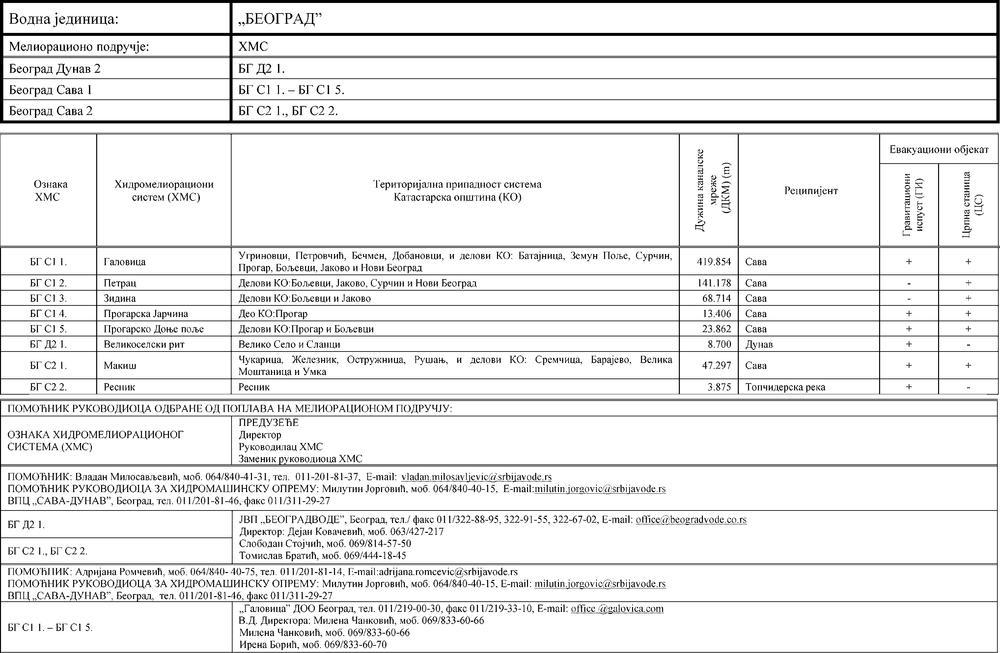 Водна јединица: „БЕОГРАД”
Мелиорационо подручје: ХМС
Београд Дунав 2 БГ Д2 1.
Београд Сава 1 БГ С1 1. – БГ С1 5.
Београд Сава 2 БГ С2 1., БГ С2 2.
Ознака
ХМС
Хидромелиорациони
систем (ХМС)
Територијална припадност система
Катастарска општина (КО)
Дужина каналске
мреже
(ДКМ) (m)
Реципијент
Евакуациони објекат
Гравитациони
испуст (ГИ)
Црпна станица
(ЦС)
БГ С1 1. Галовица Угриновци, Петровчић, Бечмен, Добановци, и делови КО: Батајница, Земун Поље, Сурчин,
Прогар, Бољевци, Јаково и Нови Београд 419.854 Сава + +
БГ С1 2. Петрац Делови КО:Бољевци, Јаково, Сурчин и Нови Београд 141.178 Сава - +
БГ С1 3. Зидина Делови КО:Бољевци и Јаково 68.714 Сава - +
БГ С1 4. Прогарска Јарчина Део КО:Прогар 13.406 Сава + +
БГ С1 5. Прогарско Доње поље Делови КО:Прогар и Бољевци 23.862 Сава + +
БГ Д2 1. Великоселски рит Велико Село и Сланци 8.700 Дунав + -
БГ С2 1. Макиш Чукарица, Железник, Остружница, Рушањ, и делови КО: Сремчица, Барајево, Велика
Моштаница и Умка 47.297 Сава + +
БГ С2 2. Ресник Ресник 3.875 Топчидерска река + -
ПОМОЋНИК РУКОВОДИОЦА ОДБРАНЕ ОД ПОПЛАВА НА МЕЛИОРАЦИОНОМ ПОДРУЧЈУ:
ОЗНАКА ХИДРОМЕЛИОРАЦИОНОГ
СИСТЕМА (ХМС)
ПРЕДУЗЕЋЕ
Директор
Руководилац ХМС
Заменик руководиоца ХМС
ПОМОЋНИК: Владан Милосављевић, моб. 064/840-41-31, тел. 011-201-81-37, E-mail: vladan.milosavljevic@srbijavode.rs
ПОМОЋНИК РУКОВОДИОЦА ЗА ХИДРОМАШИНСКУ ОПРЕМУ: Милутин Јорговић, моб. 064/840-40-15, E-mail:milutin.jorgovic@srbijavode.rs
ВПЦ „САВА-ДУНАВ”, Београд, тел. 011/201-81-46, факс 011/311-29-27
БГ Д2 1.
БГ С2 1., БГ С2 2.
ЈВП „БЕОГРАДВОДЕ”, Београд, тел./ факс 011/322-88-95, 322-91-55, 322-67-02, E-mail: office@beogradvode.co.rs
Директор: Дејан Ковачевић, моб. 063/427-217
Слободан Стојчић, моб. 069/814-57-50
Томислав Братић, моб. 069/444-18-45
ПОМОЋНИК: Адријана Ромчевић, моб. 064/840- 40-75, тел. 011/201-81-14, E-mail:adrijana.romcevic@srbijavode.rs
ПОМОЋНИК РУКОВОДИОЦА ЗА ХИДРОМАШИНСКУ ОПРЕМУ: Милутин Јорговић, моб. 064/840-40-15, E-mail: milutin.jorgovic@srbijavode.rs
ВПЦ „САВА-ДУНАВ”, Београд, тел. 011/201-81-46, факс 011/311-29-27
БГ С1 1. – БГ С1 5.
„Галовица” ДОО Београд, тел. 011/219-00-30, факс 011/219-33-10, E-mail: office @galovica.com
В.Д. Директора: Милена Чанковић, моб. 069/833-60-66
Милена Чанковић, моб. 069/833-60-66
Ирена Борић, моб. 069/833-60-70